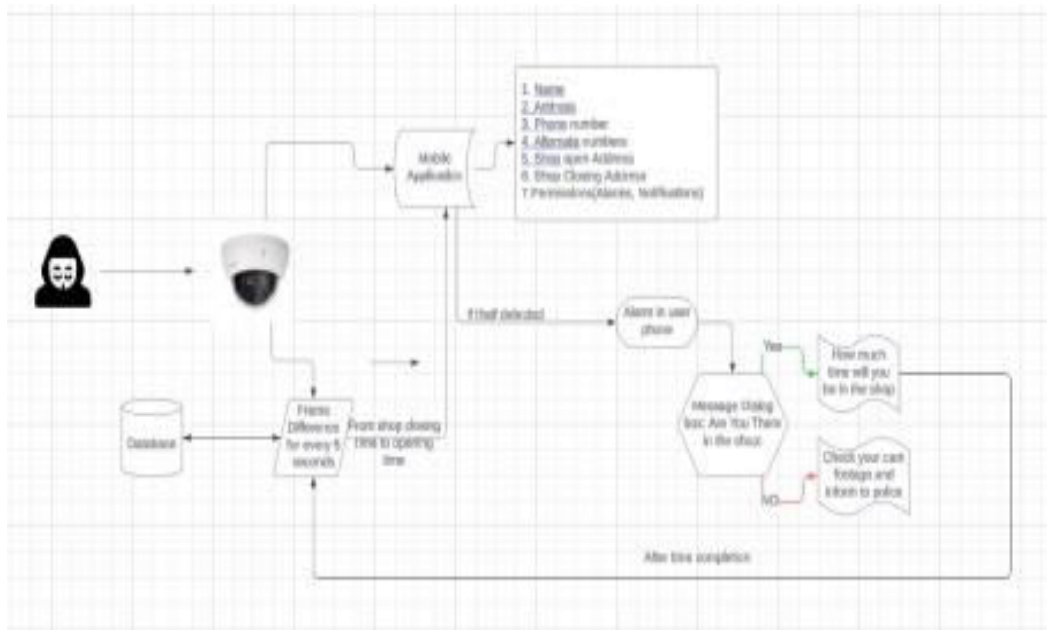 1. Name
2. Address
3. Phone number
4. Alternate numbers
5. Shop open Address
6. Shop Closing Address
7.Permissions(Alarms, Notifications)
Mobile
Application
If theif detected
Alarm in user
phone
Yes
How much
time will you
be in the shop
Message Dialog
box: Are You There
in the
NO
Check your cam
footage and
inform to police
Database
Frame
Difference
for every 5
seconds
From shop closing
time to opening
time
After time completion